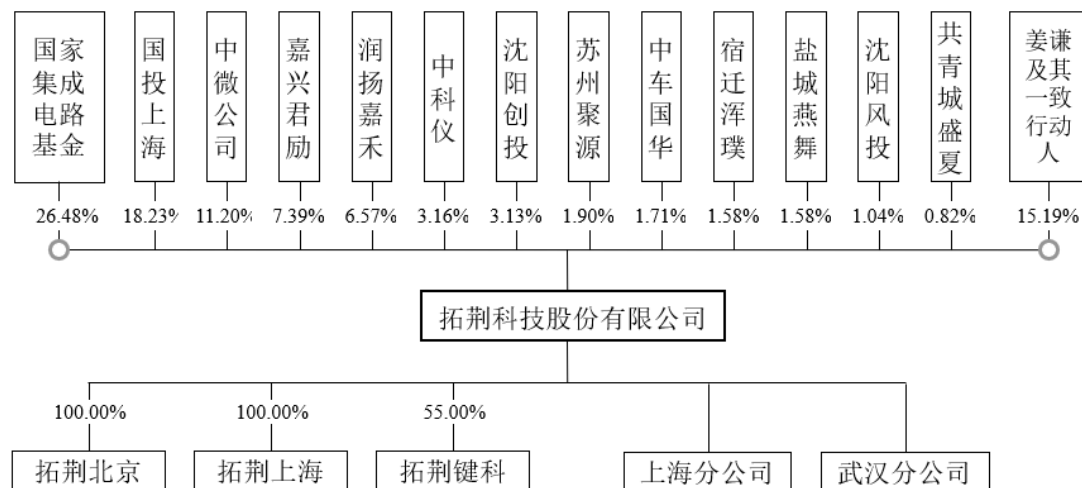 国家集成电路基金
国投上海
中微公司
嘉兴君励
润扬嘉禾
中科仪
沈阳创投
苏州聚源
中车国华
宿迁浑璞
盐城燕舞
沈阳风投
共青城盛夏
姜谦及其一致行动人
26.48%
18.23%
11.20%
7.39%
6.57%
3.16%
3.13%
1.90%
1.71%
1.58%
1.58%
1.04%
0.82%
15.19%
拓荆科技股份有限公司
100.00%
100.00%
55.00%
拓荆北京
拓荆上海
拓荆键科
上海分公司
武汉分公司